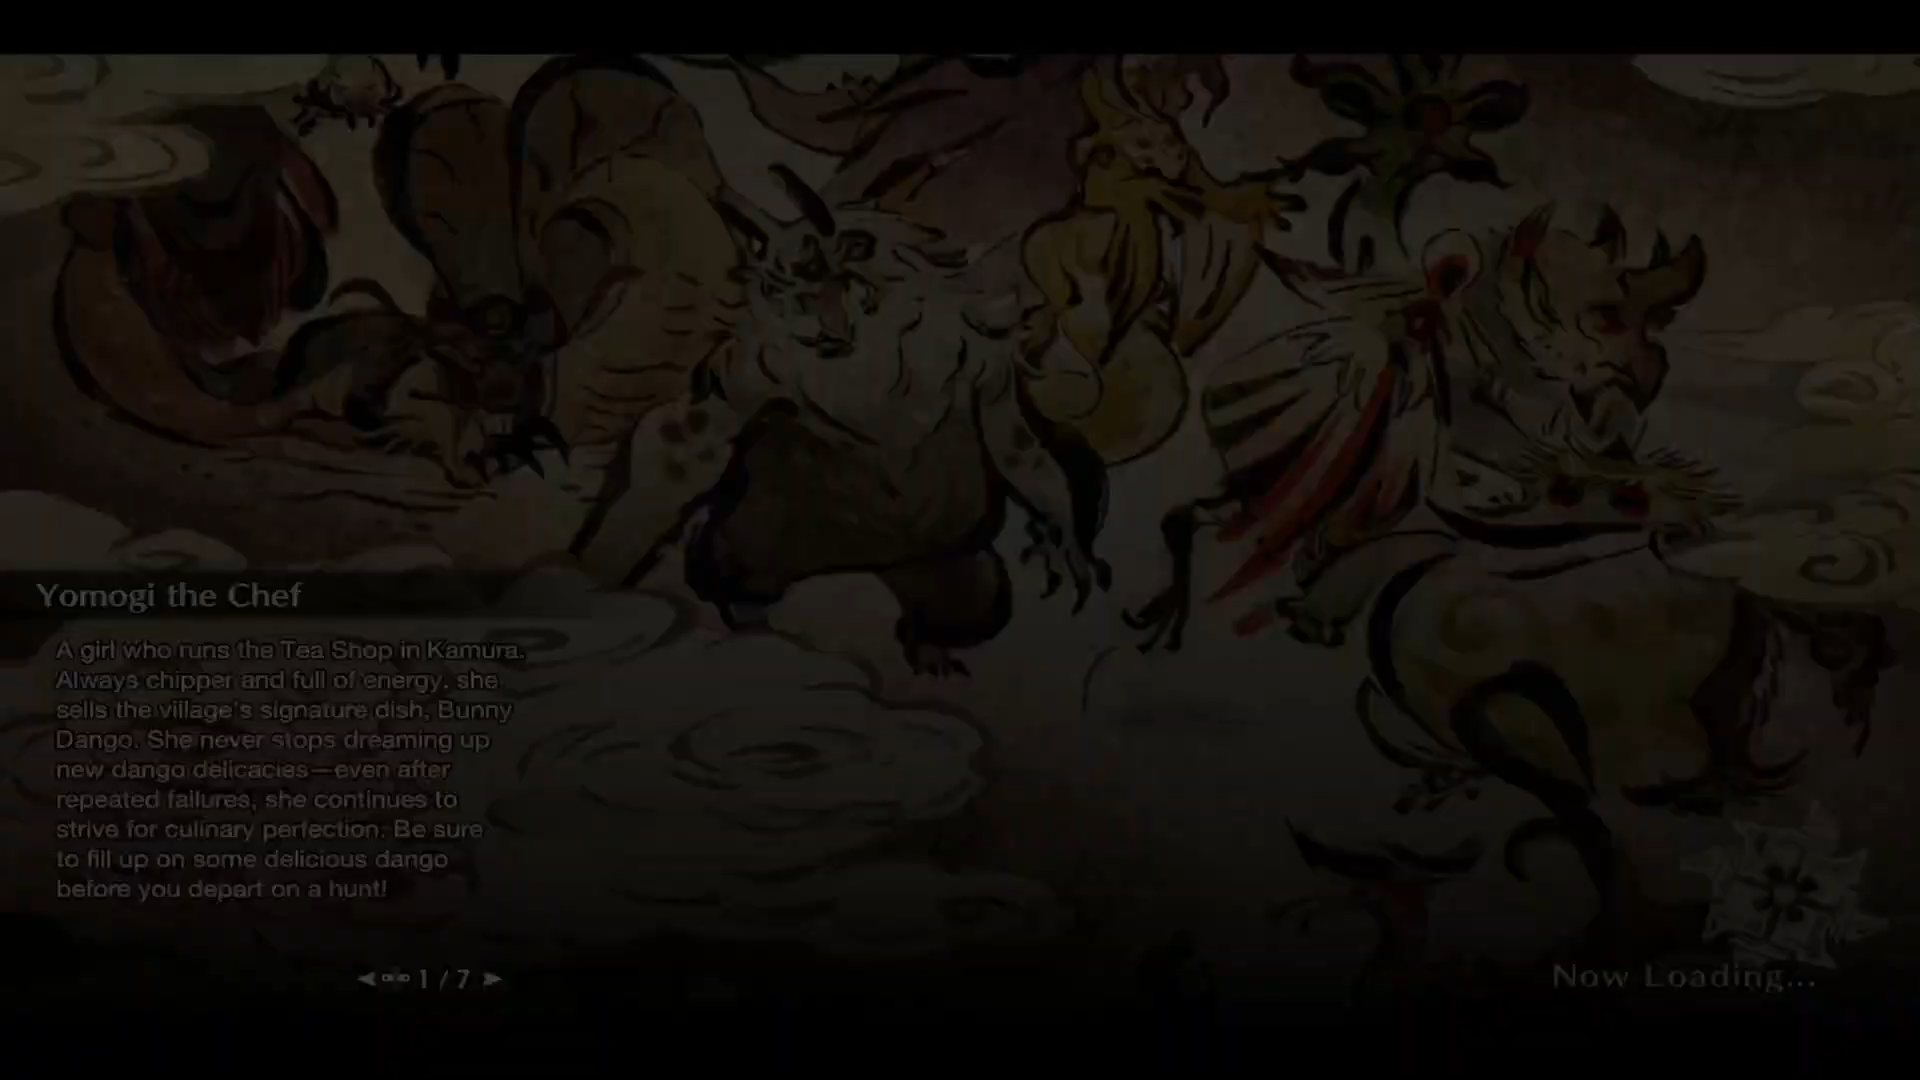 Yomogi the Chef
A girl who runs the Tea Shop in Kamura.
Always chipper and full of energy, she
sells the village's signature dish, Bunny
Dango. She never stops dreaming up
new dango delicacies—even after
repeated failures, she continues to
strive for culinary perfection. Be sure
to fill up on some delicious dango
before you depart on a hunt!
1 / 7
Now Loading...